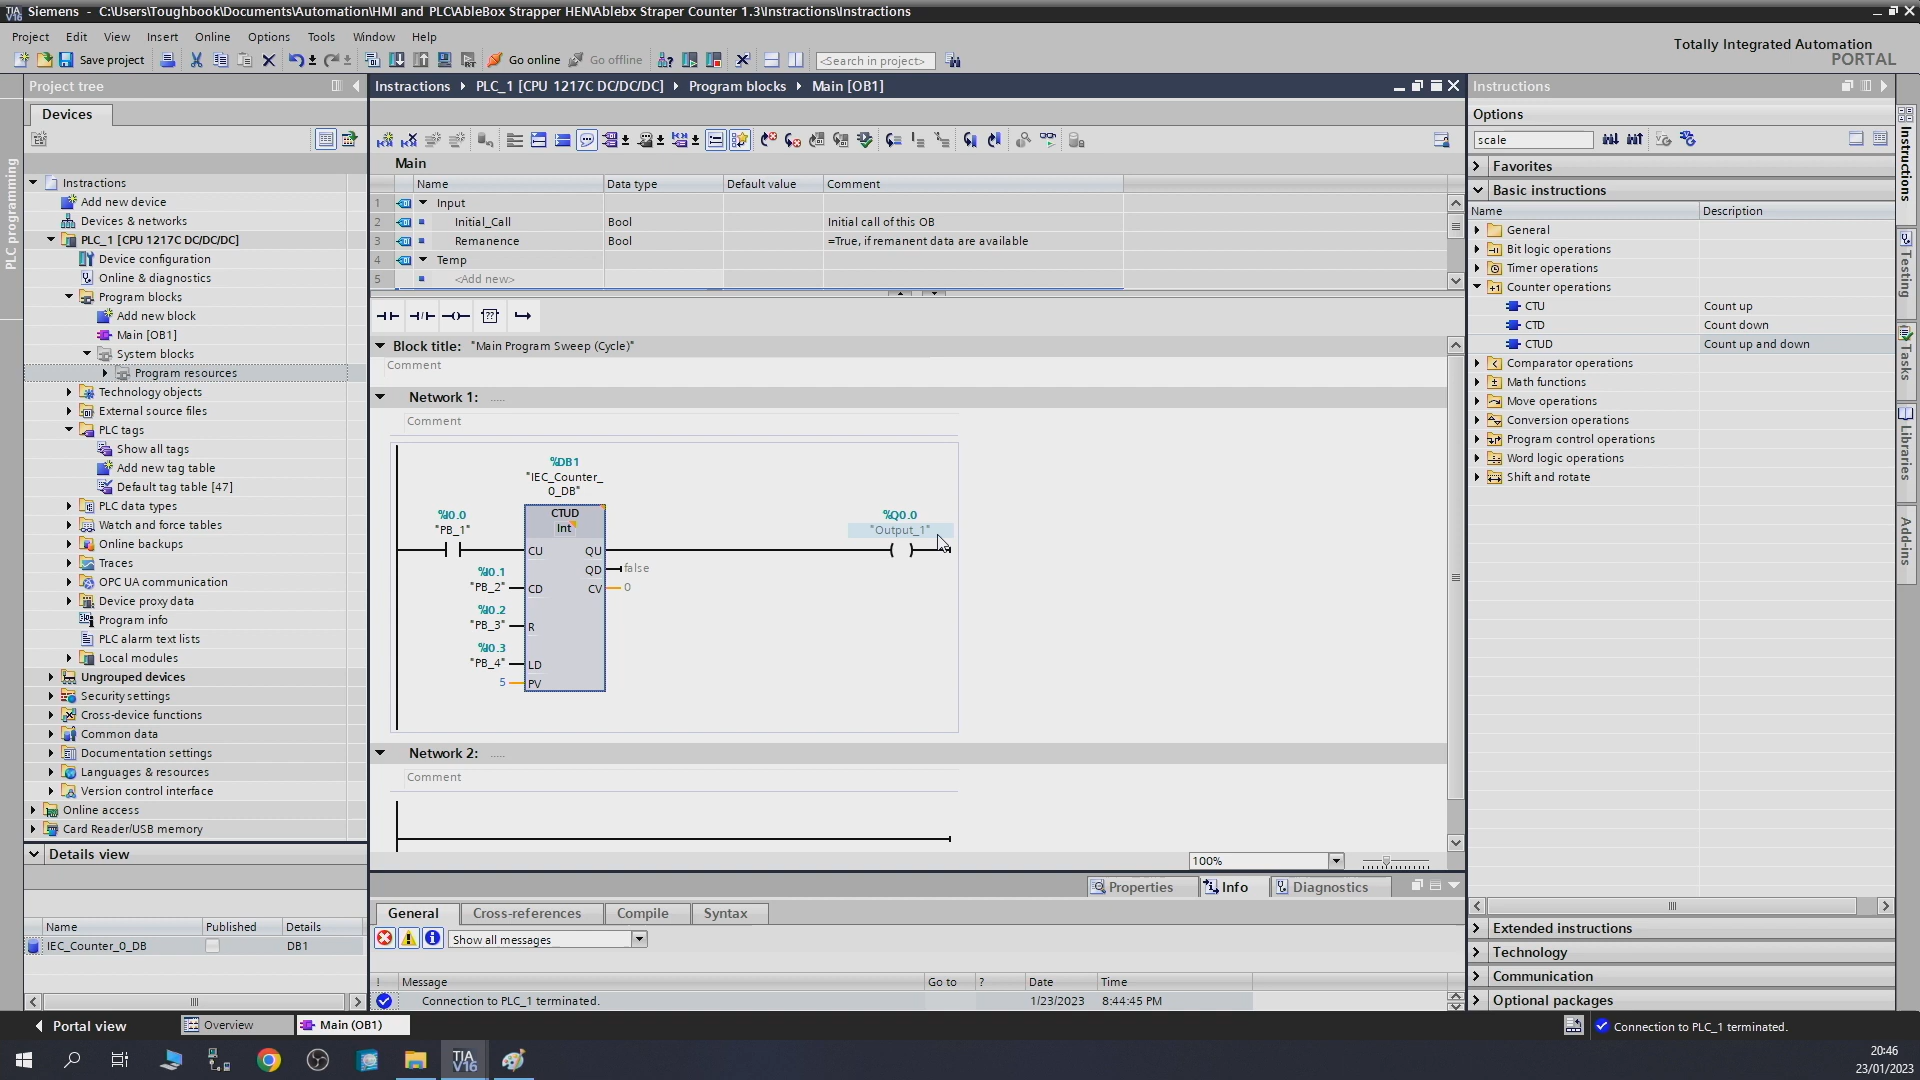 Siemens - C:\Users\Toughbook\Documents\Automation\HMI and PLC\AbleBox Strapper HEN\Ablebx Straper Counter 1.3\Instractions\Instractions
Project Edit View Insert Online Options Tools Window Help
Totally Integrated Automation
PORTAL
Save project
Go online
Go offline
<Search in project>
Project tree
Instractions
PLC_1 [CPU 1217C DC/DC/DC]
Program blocks
Main [OB1]
Instructions
Devices
Options
scale
PLC programming
Instractions
Add new device
Devices & networks
PLC_1 [CPU 1217C DC/DC/DC]
Device configuration
Online & diagnostics
Program blocks
Add new block
Main [OB1]
System blocks
Program resources
Technology objects
External source files
PLC tags
Show all tags
Add new tag table
Default tag table [47]
PLC data types
Watch and force tables
Online backups
Traces
OPC UA communication
Device proxy data
Program info
PLC alarm text lists
Local modules
Ungrouped devices
Security settings
Cross-device functions
Common data
Documentation settings
Languages & resources
Version control interface
Online access
Card Reader/USB memory
Details view
Name Published Details
IEC_Counter_0_DB DB1
Main
Name Data type Default value Comment
1 Input
2 Initial_Call Bool Initial call of this OB
3 Remanence Bool =True, if remanent data are available
4 Temp
5 <Add new>
??
Block title: "Main Program Sweep (Cycle)"
Comment
Network 1: .....
Comment
%DB1
"IEC_Counter_
0_DB"
CTUD
Int
%I0.0
"PB_1"
%Q0.0
"Output_1"
CU QU
%I0.1
QD false
"PB_2" CD CV 0
%I0.2
"PB_3" R
%I0.3
"PB_4" LD
5 PV
Network 2: .....
Comment
100%
Properties Info Diagnostics
General Cross-references Compile Syntax
Show all messages
! Message Go to ? Date Time
Connection to PLC_1 terminated. 1/23/2023 8:44:45 PM
Favorites
Basic instructions
Name Description
General
Bit logic operations
Timer operations
Counter operations
CTU Count up
CTD Count down
CTUD Count up and down
Comparator operations
Math functions
Move operations
Conversion operations
Program control operations
Word logic operations
Shift and rotate
Extended instructions
Technology
Communication
Optional packages
Instructions
Testing
Tasks
Libraries
Add-ins
Portal view
Overview
Main (OB1)
Connection to PLC_1 terminated.
TIA
V16
20:46
23/01/2023